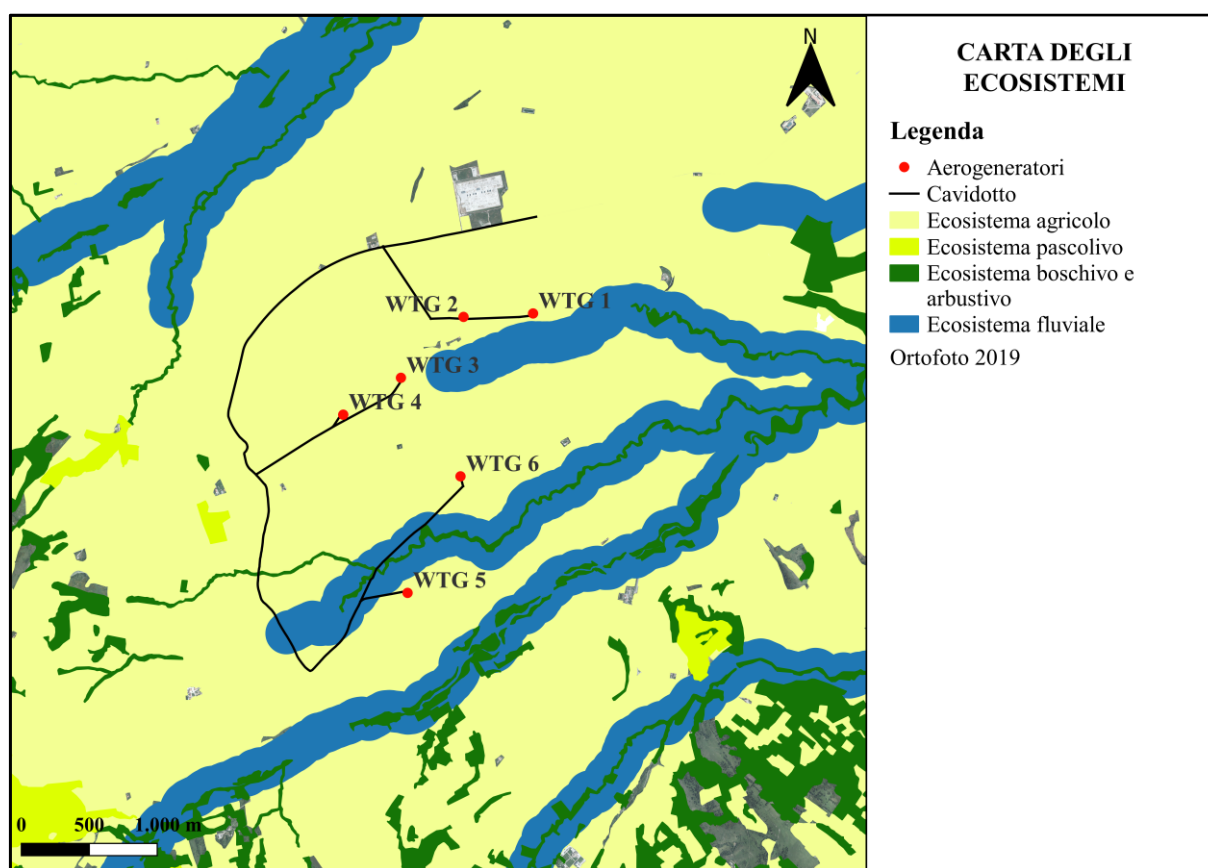 N
WTG 2
WTG 1
WTG 3
WTG 4
WTG 6
WTG 5
0 500 1.000 m
CARTA DEGLI
ECOSISTEMI
Legenda
Aerogeneratori
Cavidotto
Ecosistema agricolo
Ecosistema pascolivo
Ecosistema boschivo e
arbustivo
Ecosistema fluviale
Ortofoto 2019